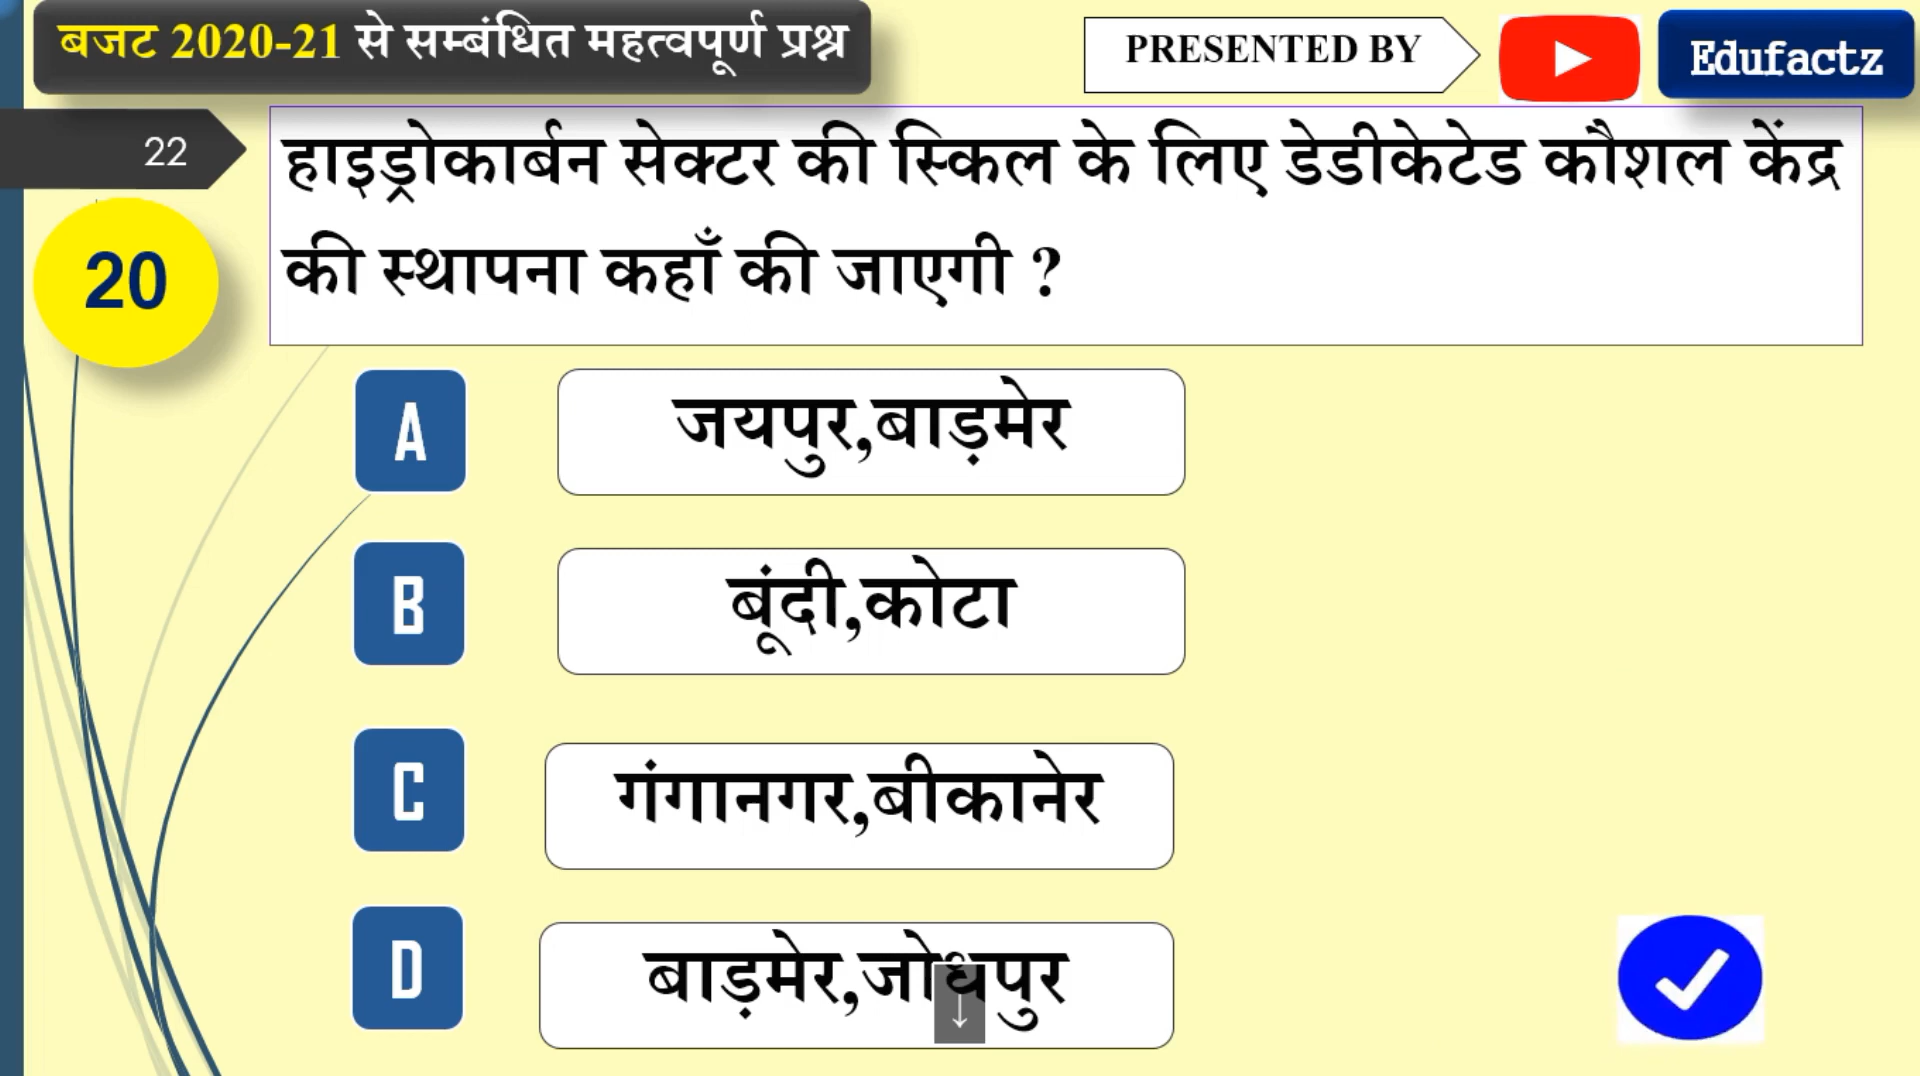 बजट 2020-21 से सम्बंधित महत्वपूर्ण प्रश्न
PRESENTED BY
Edufactz
22
हाइड्रोकार्बन सेक्टर की स्किल के लिए डेडीकेटेड कौशल केंद्र
की स्थापना कहाँ की जाएगी ?
20
A
जयपुर,बाड़मेर
B
बूंदी,कोटा
C
गंगानगर,बीकानेर
D
बाड़मेर,जोधपुर